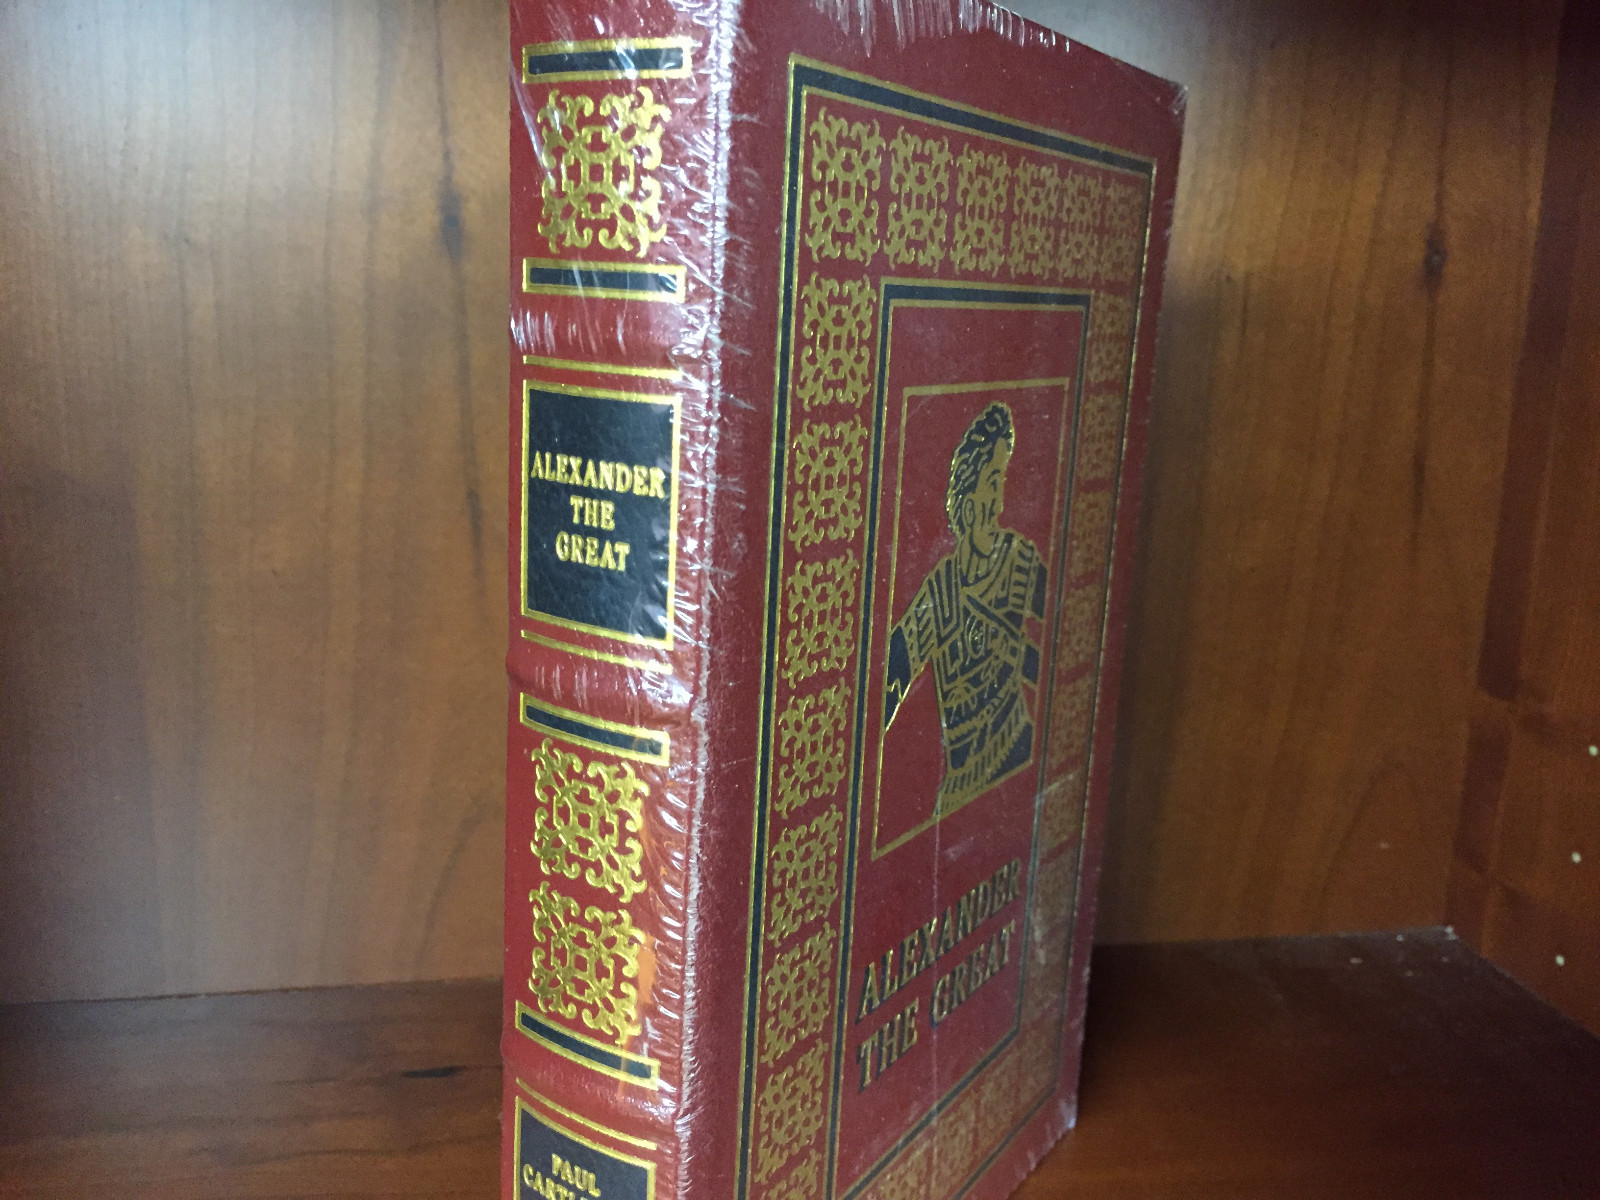 ALEXANDER
THE
GREAT
PAUL
ALEXANDER
THE GREAT